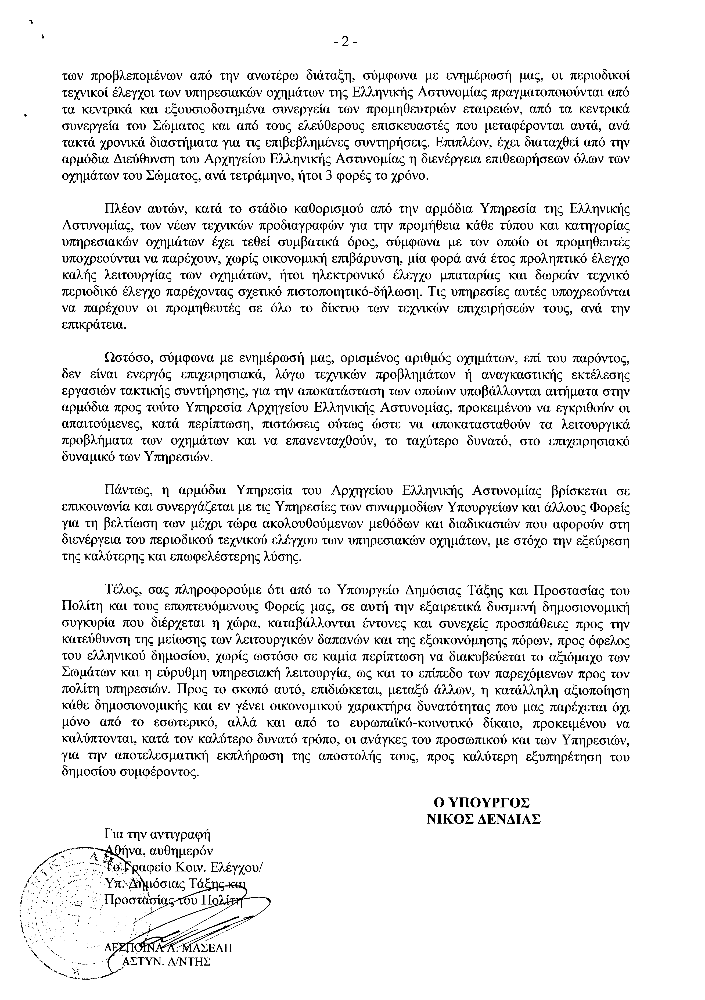 - 2 -
των προβλεπομένων από την ανωτέρω διάταξη, σύμφωνα με ενημέρωσή μας, οι περιοδικοί
τεχνικοί έλεγχοι των υπηρεσιακών οχημάτων της Ελληνικής Αστυνομίας πραγματοποιούνται από
τα κεντρικά και εξουσιοδοτημένα συνεργεία των προμηθευτριών εταιρειών, από τα κεντρικά
συνεργεία του Σώματος και από τους ελεύθερους επισκευαστές που μεταφέρονται αυτά, ανά
τακτά χρονικά διαστήματα για τις επιβεβλημένες συντηρήσεις. Επιπλέον, έχει διαταχθεί από την
αρμόδια Διεύθυνση του Αρχηγείου Ελληνικής Αστυνομίας η διενέργεια επιθεωρήσεων όλων των
οχημάτων του Σώματος, ανά τετράμηνο, ήτοι 3 φορές το χρόνο.
Πλέον αυτών, κατά το στάδιο καθορισμού από την αρμόδια Υπηρεσία της Ελληνικής
Αστυνομίας, των νέων τεχνικών προδιαγραφών για την προμήθεια κάθε τύπου και κατηγορίας
υπηρεσιακών οχημάτων έχει τεθεί συμβατικά όρος, σύμφωνα με τον οποίο οι προμηθευτές
υποχρεούνται να παρέχουν, χωρίς οικονομική επιβάρυνση, μία φορά ανά έτος προληπτικό έλεγχο
καλής λειτουργίας των οχημάτων, ήτοι ηλεκτρονικό έλεγχο μπαταρίας και δωρεάν τεχνικό
περιοδικό έλεγχο παρέχοντας σχετικό πιστοποιητικό-δήλωση. Τις υπηρεσίες αυτές υποχρεούνται
να παρέχουν οι προμηθευτές σε όλο το δίκτυο των τεχνικών επιχειρήσεών τους, ανά την
επικράτεια.
Ωστόσο, σύμφωνα με ενημέρωσή μας, ορισμένος αριθμός οχημάτων, επί του παρόντος,
δεν είναι ενεργός επιχειρησιακά, λόγω τεχνικών προβλημάτων ή αναγκαστικής εκτέλεσης
εργασιών τακτικής συντήρησης, για την αποκατάσταση των οποίων υποβάλλονται αιτήματα στην
αρμόδια προς τούτο Υπηρεσία Αρχηγείου Ελληνικής Αστυνομίας, προκειμένου να εγκριθούν οι
απαιτούμενες, κατά περίπτωση, πιστώσεις ούτως ώστε να αποκατασταθούν τα λειτουργικά
προβλήματα των οχημάτων και να επανενταχθούν, το ταχύτερο δυνατό, στο επιχειρησιακό
δυναμικό των Υπηρεσιών.
Πάντως, η αρμόδια Υπηρεσία του Αρχηγείου Ελληνικής Αστυνομίας βρίσκεται σε
επικοινωνία και συνεργάζεται με τις Υπηρεσίες των συναρμοδίων Υπουργείων και άλλους Φορείς
για τη βελτίωση των μέχρι τώρα ακολουθούμενων μεθόδων και διαδικασιών που αφορούν στη
διενέργεια του περιοδικού τεχνικού ελέγχου των υπηρεσιακών οχημάτων, με στόχο την εξεύρεση
της καλύτερης και επωφελέστερης λύσης.
Τέλος, σας πληροφορούμε ότι από το Υπουργείο Δημόσιας Τάξης και Προστασίας του
Πολίτη και τους εποπτευόμενους Φορείς μας, σε αυτή την εξαιρετικά δυσμενή δημοσιονομική
συγκυρία που διέρχεται η χώρα, καταβάλλονται έντονες και συνεχείς προσπάθειες προς την
κατεύθυνση της μείωσης των λειτουργικών δαπανών και της εξοικονόμησης πόρων, προς όφελος
του ελληνικού δημοσίου, χωρίς ωστόσο σε καμία περίπτωση να διακυβεύεται το αξιόμαχο των
Σωμάτων και η εύρυθμη υπηρεσιακή λειτουργία, ως και το επίπεδο των παρεχόμενων προς τον
πολίτη υπηρεσιών. Προς το σκοπό αυτό, επιδιώκεται, μεταξύ άλλων, η κατάλληλη αξιοποίηση
κάθε δημοσιονομικής και εν γένει οικονομικού χαρακτήρα δυνατότητας που μας παρέχεται όχι
μόνο από το εσωτερικό, αλλά και από το ευρωπαϊκό-κοινοτικό δίκαιο, προκειμένου να
καλύπτονται, κατά τον καλύτερο δυνατό τρόπο, οι ανάγκες του προσωπικού και των Υπηρεσιών,
για την αποτελεσματική εκπλήρωση της αποστολής τους, προς καλύτερη εξυπηρέτηση του
δημοσίου συμφέροντος.
Ο ΥΠΟΥΡΓΟΣ
ΝΙΚΟΣ ΔΕΝΔΙΑΣ
Για την αντιγραφή
Αθήνα, αυθημερόν
Το Γραφείο Κοιν. Ελέγχου/
Υπ. Δημόσιας Τάξης και
Προστασίας του Πολίτη
ΔΕΣΠΟΙΝΑ Α. ΜΑΣΕΛΗ
ΑΣΤΥΝ. Δ/ΝΤΗΣ